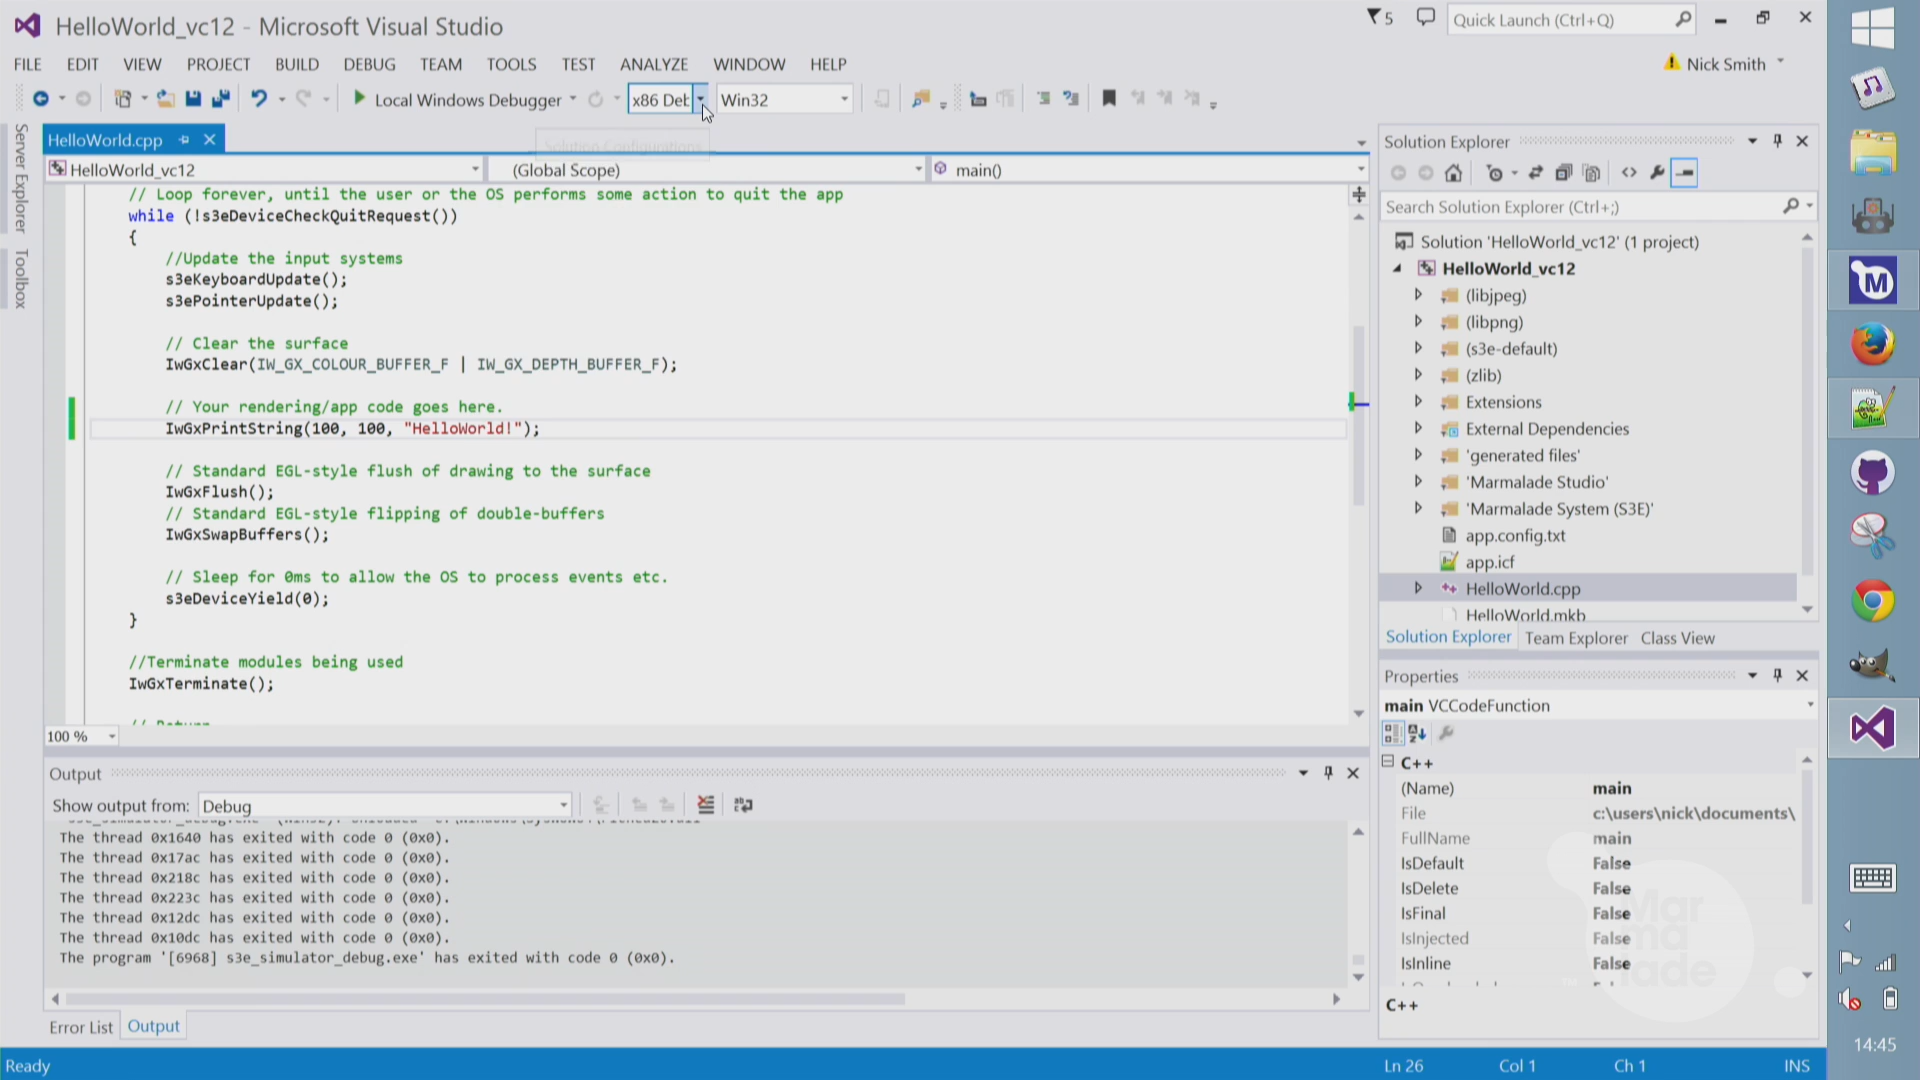 HelloWorld_vc12 - Microsoft Visual Studio
5
Quick Launch (Ctrl+Q)
FILE EDIT VIEW PROJECT BUILD DEBUG TEAM TOOLS TEST ANALYZE WINDOW HELP
Nick Smith
Local Windows Debugger
x86 Deb
Win32
Solution Configurations
Server Explorer
Toolbox
HelloWorld.cpp
HelloWorld_vc12
(Global Scope)
main()
// Loop forever, until the user or the OS performs some action to quit the app
while (!s3eDeviceCheckQuitRequest())
{
//Update the input systems
s3eKeyboardUpdate();
s3ePointerUpdate();
// Clear the surface
IwGxClear(IW_GX_COLOUR_BUFFER_F | IW_GX_DEPTH_BUFFER_F);
// Your rendering/app code goes here.
IwGxPrintString(100, 100, "HelloWorld!");
// Standard EGL-style flush of drawing to the surface
IwGxFlush();
// Standard EGL-style flipping of double-buffers
IwGxSwapBuffers();
// Sleep for 0ms to allow the OS to process events etc.
s3eDeviceYield(0);
}
//Terminate modules being used
IwGxTerminate();
// Return
100 %
Output
Show output from: Debug
The thread 0x1640 has exited with code 0 (0x0).
The thread 0x17ac has exited with code 0 (0x0).
The thread 0x218c has exited with code 0 (0x0).
The thread 0x223c has exited with code 0 (0x0).
The thread 0x12dc has exited with code 0 (0x0).
The thread 0x10dc has exited with code 0 (0x0).
The program '[6968] s3e_simulator_debug.exe' has exited with code 0 (0x0).
Error List
Output
Solution Explorer
Search Solution Explorer (Ctrl+;)
Solution 'HelloWorld_vc12' (1 project)
HelloWorld_vc12
(libjpeg)
(libpng)
(s3e-default)
(zlib)
Extensions
External Dependencies
'generated files'
'Marmalade Studio'
'Marmalade System (S3E)'
app.config.txt
app.icf
HelloWorld.cpp
HelloWorld.mkb
Solution Explorer Team Explorer Class View
Properties
main VCCodeFunction
C++
(Name) main
File c:\users\nick\documents\
FullName main
IsDefault False
IsDelete False
IsFinal False
IsInjected False
IsInline False
C++
Mar
ma
lade
Ready
Ln 26
Col 1
Ch 1
INS
M
14:45